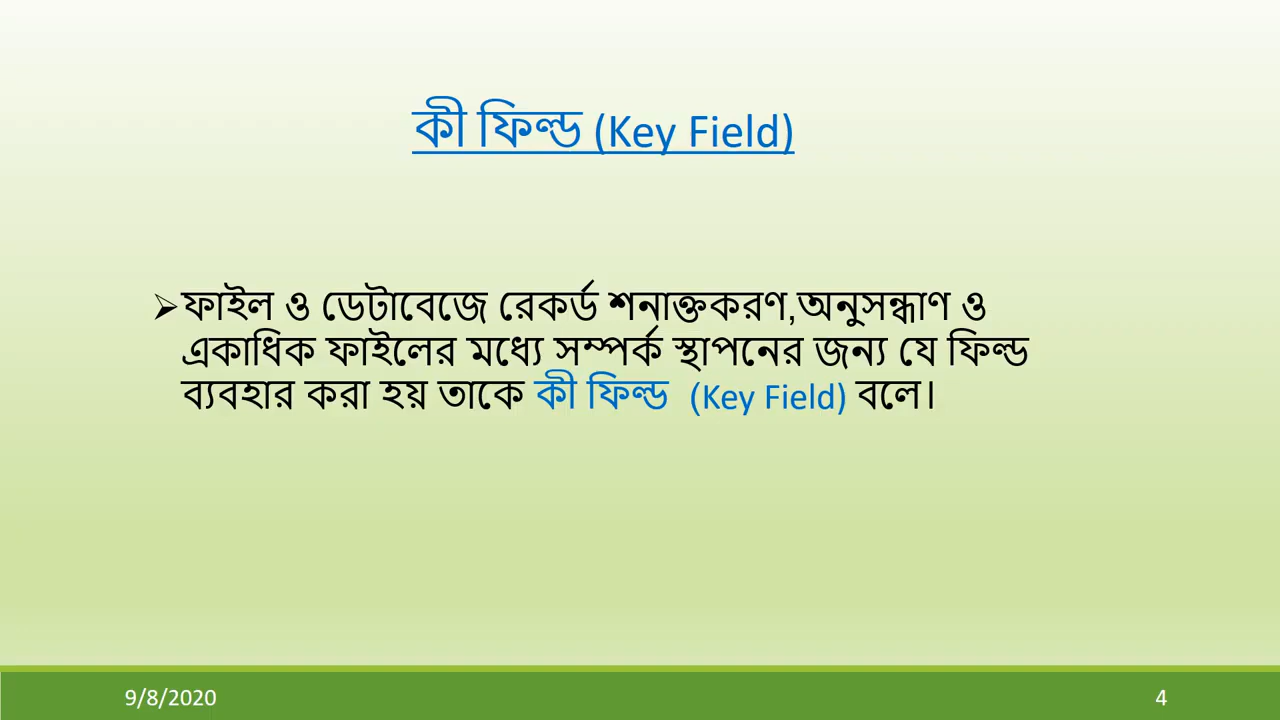 কী ফিল্ড (Key Field)
➢ফাইল ও ডেটাবেজে রেকর্ড শনাক্তকরণ,অনুসন্ধাণ ও
একাধিক ফাইলের মধ্যে সম্পর্ক স্থাপনের জন্য যে ফিল্ড
ব্যবহার করা হয় তাকে কী ফিল্ড (Key Field) বলে।
9/8/2020
4